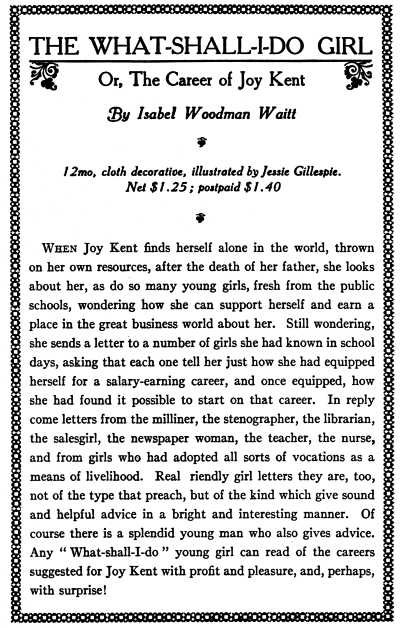 THE WHAT-SHALL-I-DO GIRL
Or, The Career of Joy Kent
By Isabel Woodman Waitt
12mo, cloth decorative, illustrated by Jessie Gillespie.
Net $1.25; postpaid $1.40
WHEN Joy Kent finds herself alone in the world, thrown
on her own resources, after the death of her father, she looks
about her, as do so many young girls, fresh from the public
schools, wondering how she can support herself and earn a
place in the great business world about her. Still wondering,
she sends a letter to a number of girls she had known in school
days, asking that each one tell her just how she had equipped
herself for a salary-earning career, and once equipped, how
she had found it possible to start on that career. In reply
come letters from the milliner, the stenographer, the librarian,
the salesgirl, the newspaper woman, the teacher, the nurse,
and from girls who had adopted all sorts of vocations as a
means of livelihood. Real riendly girl letters they are, too,
not of the type that preach, but of the kind which give sound
and helpful advice in a bright and interesting manner. Of
course there is a splendid young man who also gives advice.
Any " What-shall-I-do " young girl can read of the careers
suggested for Joy Kent with profit and pleasure, and, perhaps,
with surprise!